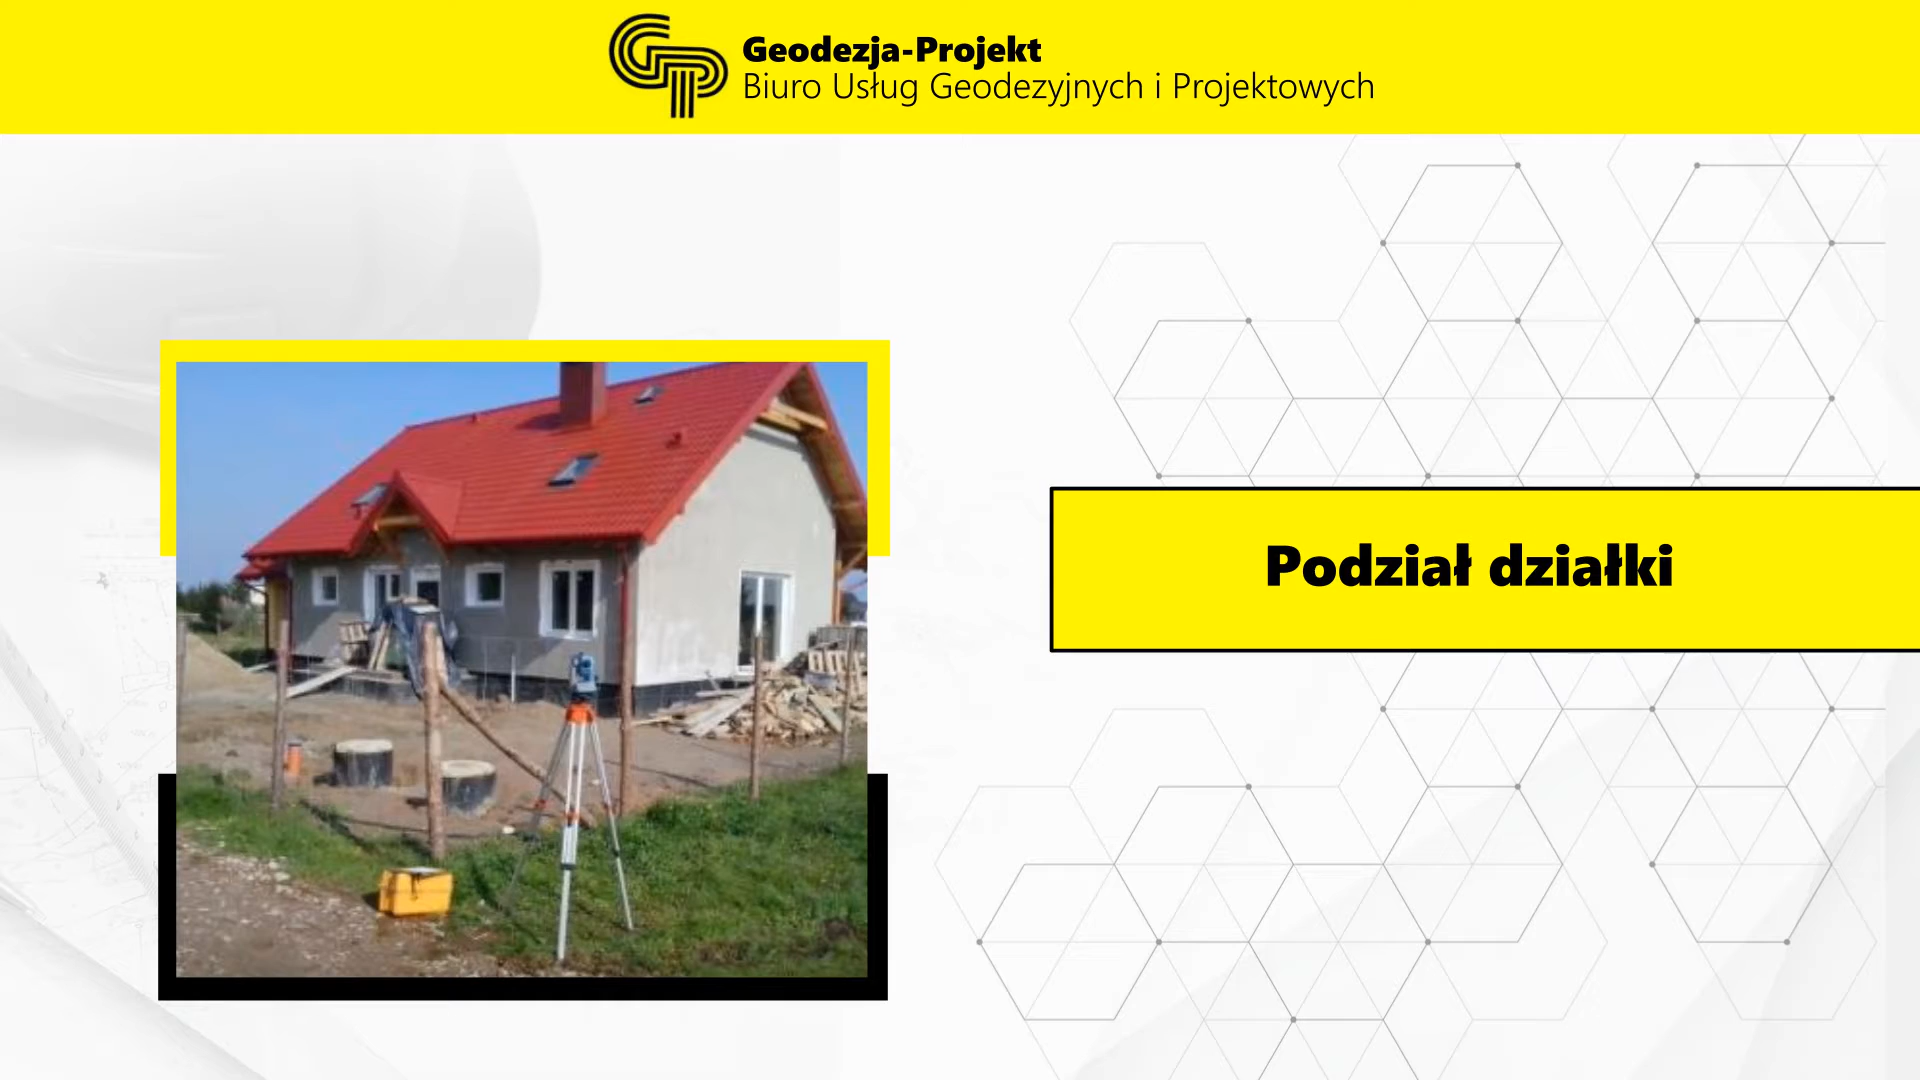 Geodezja-Projekt
Biuro Usług Geodezyjnych i Projektowych
Podział działki